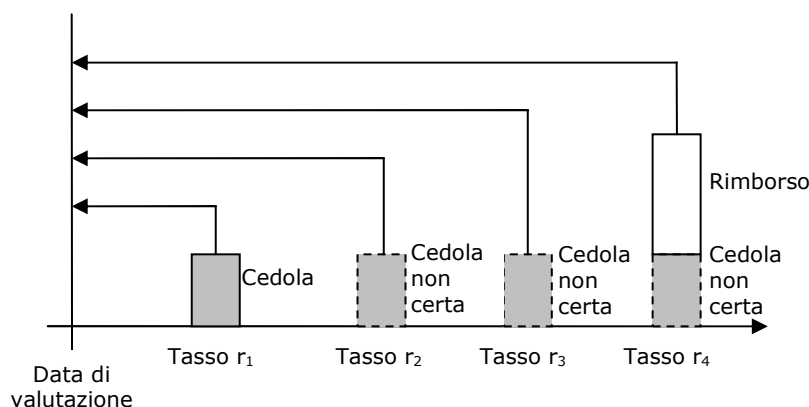 Rimborso
Cedola
Cedola
non
certa
Cedola
non
certa
Cedola
non
certa
Tasso r₁
Tasso r₂
Tasso r₃
Tasso r₄
Data di
valutazione